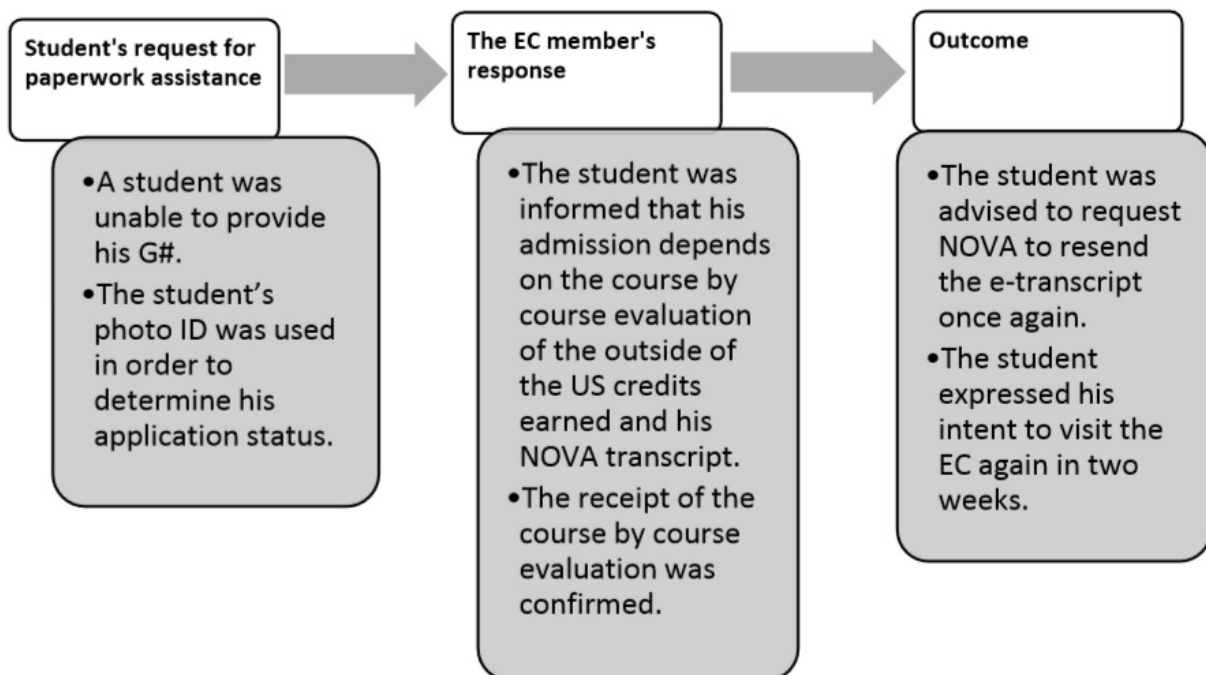 Student's request for
paperwork assistance
•A student was
unable to provide
his G#.
•The student’s
photo ID was used
in order to
determine his
application status.
The EC member's
response
•The student was
informed that his
admission depends
on the course by
course evaluation
of the outside of
the US credits
earned and his
NOVA transcript.
•The receipt of the
course by course
evaluation was
confirmed.
Outcome
•The student was
advised to request
NOVA to resend
the e-transcript
once again.
•The student
expressed his
intent to visit the
EC again in two
weeks.